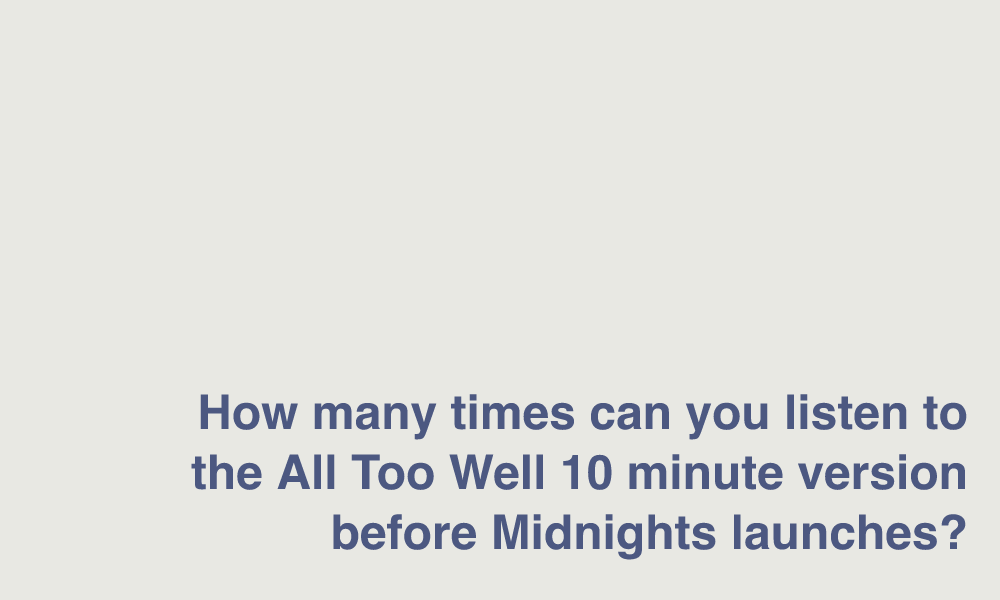 How many times can you listen to
the All Too Well 10 minute version
before Midnights launches?